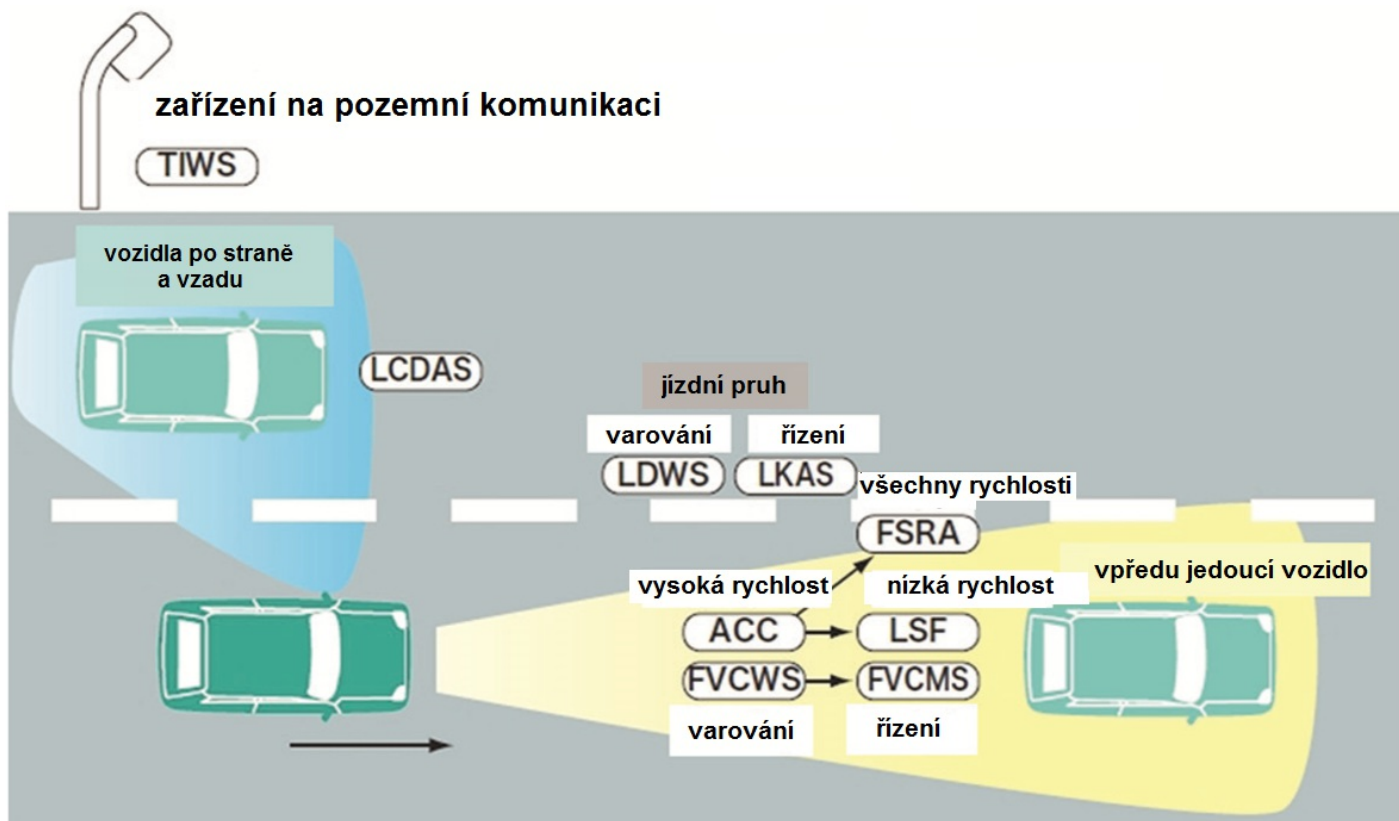 zařízení na pozemní komunikaci
TIWS
vozidla po straně
a vzadu
LCDAS
jízdní pruh
varování řízení
LDWS LKAS
všechny rychlosti
FSRA
vpředu jedoucí vozidlo
vysoká rychlost nízká rychlost
ACC LSF
FVCWS FVCMS
varování řízení